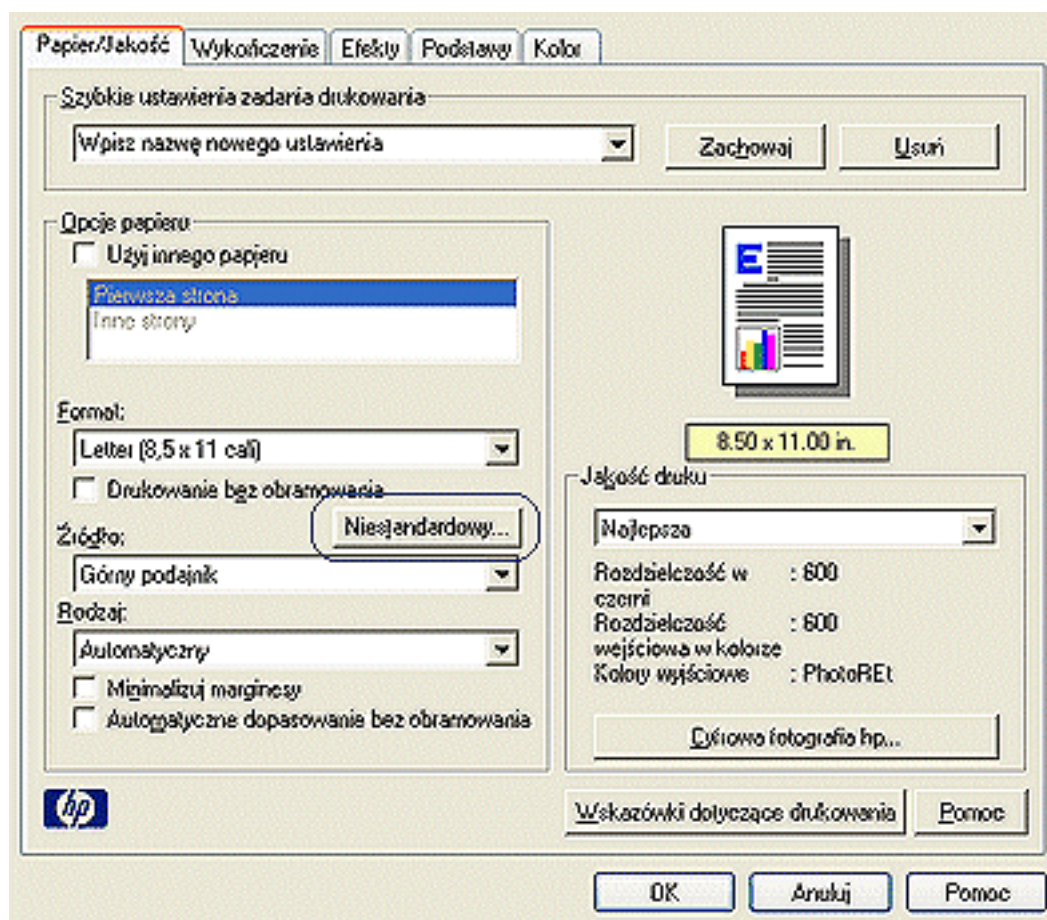 Papier/Jakość Wykończenie Efekty Podstawy Kolor
Szybkie ustawienia zadania drukowania
Wpisz nazwę nowego ustawienia
Zachowaj
Usuń
Opcje papieru
Użyj innego papieru
Pierwsza strona
Inne strony
Format:
Letter (8,5 x 11 cali)
Drukowanie bez obramowania
Niestandardowy...
Źródło:
Górny podajnik
Rodzaj:
Automatyczny
Minimalizuj marginesy
Automatyczne dopasowanie bez obramowania
E
8.50 x 11.00 in.
Jakość druku
Najlepsza
Rozdzielczość w : 600
czerni
Rozdzielczość : 600
wejściowa w kolorze
Kolory wyjściowe : PhotoREt
Cyfrowa fotografia hp...
hp
Wskazówki dotyczące drukowania
Pomoc
OK
Anuluj
Pomoc